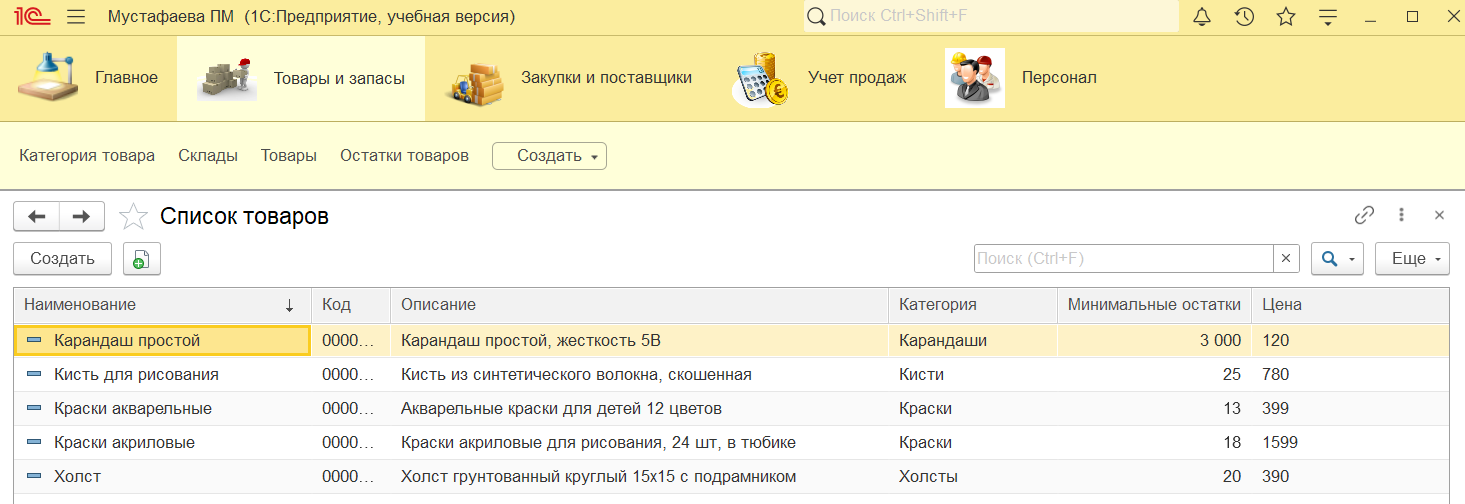 1С Мустафаева ПМ (1С:Предприятие, учебная версия) Поиск Ctrl+Shift+F
Главное Товары и запасы Закупки и поставщики Учет продаж Персонал
Категория товара Склады Товары Остатки товаров Создать
Список товаров
Создать Поиск (Ctrl+F) × Еще
Наименование ↓ Код Описание Категория Минимальные остатки Цена
Карандаш простой 0000... Карандаш простой, жесткость 5В Карандаши 3 000 120
Кисть для рисования 0000... Кисть из синтетического волокна, скошенная Кисти 25 780
Краски акварельные 0000... Акварельные краски для детей 12 цветов Краски 13 399
Краски акриловые 0000... Краски акриловые для рисования, 24 шт, в тюбике Краски 18 1599
Холст 0000... Холст грунтованный круглый 15х15 с подрамником Холсты 20 390